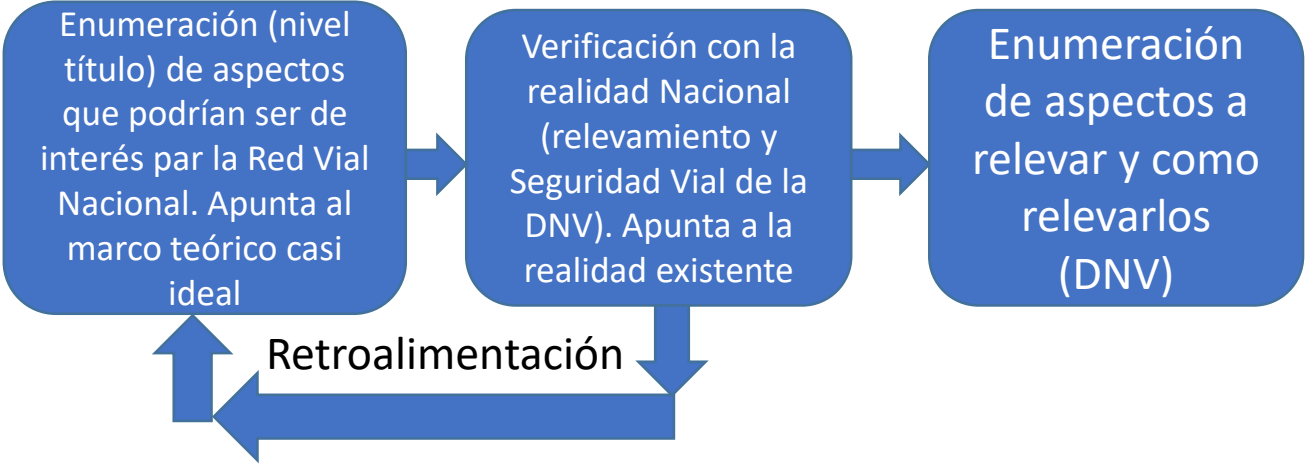 Enumeración (nivel
título) de aspectos
que podrían ser de
interés par la Red Vial
Nacional. Apunta al
marco teórico casi
ideal
Verificación con la
realidad Nacional
(relevamiento y
Seguridad Vial de la
DNV). Apunta a la
realidad existente
Enumeración
de aspectos a
relevar y como
relevarlos
(DNV)
Retroalimentación